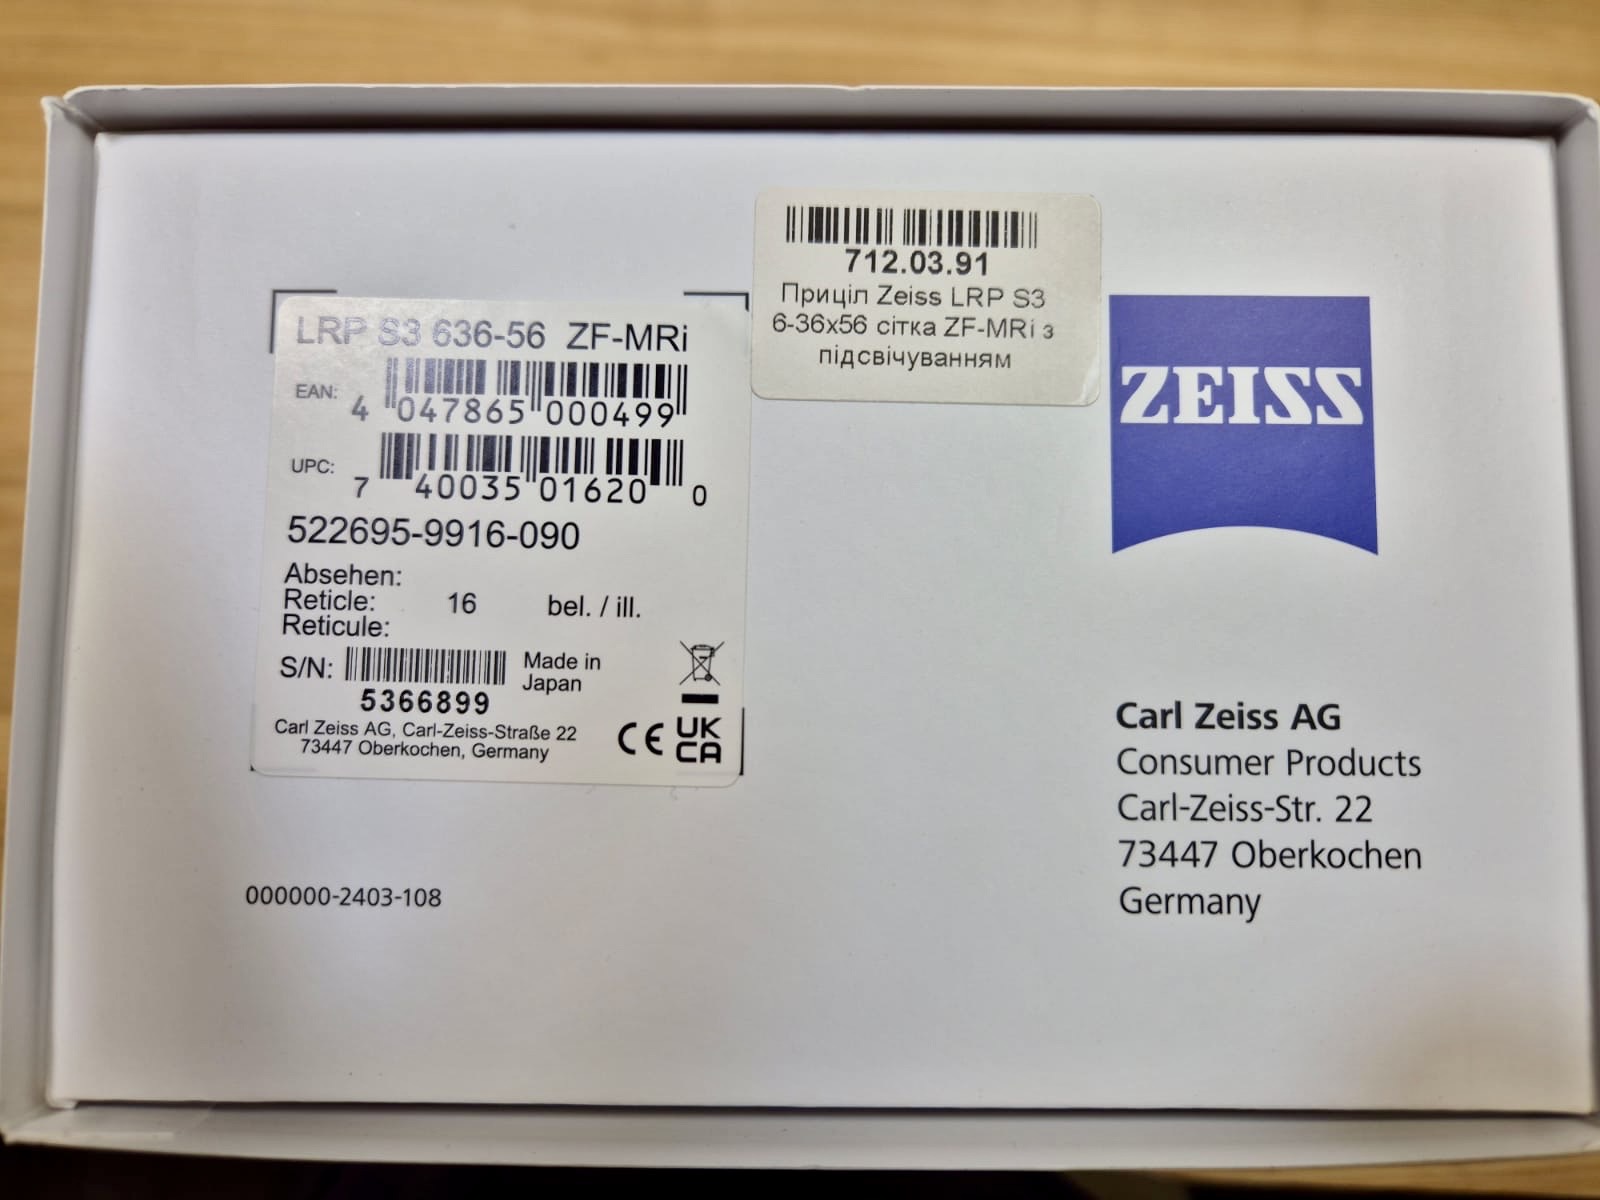 712.03.91
Приціл Zeiss LRP S3
6-36x56 сітка ZF-MRi з
підсвічуванням
LRP S3 636-56 ZF-MRi
EAN: 4 047865 000499
UPC: 7 40035 01620 0
522695-9916-090
Absehen:
Reticle: 16 bel. / ill.
Reticule:
S/N: Made in
Japan
5366899
Carl Zeiss AG, Carl-Zeiss-Straße 22
73447 Oberkochen, Germany
CE UK
CA
000000-2403-108
ZEISS
Carl Zeiss AG
Consumer Products
Carl-Zeiss-Str. 22
73447 Oberkochen
Germany